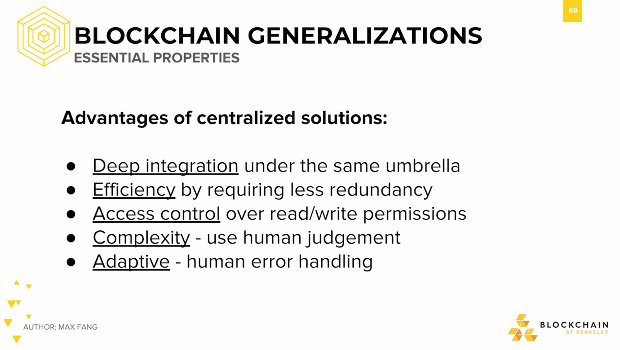 68
BLOCKCHAIN GENERALIZATIONS
ESSENTIAL PROPERTIES
Advantages of centralized solutions:
● Deep integration under the same umbrella
● Efficiency by requiring less redundancy
● Access control over read/write permissions
● Complexity - use human judgement
● Adaptive - human error handling
AUTHOR: MAX FANG
BLOCKCHAIN
AT BERKELEY